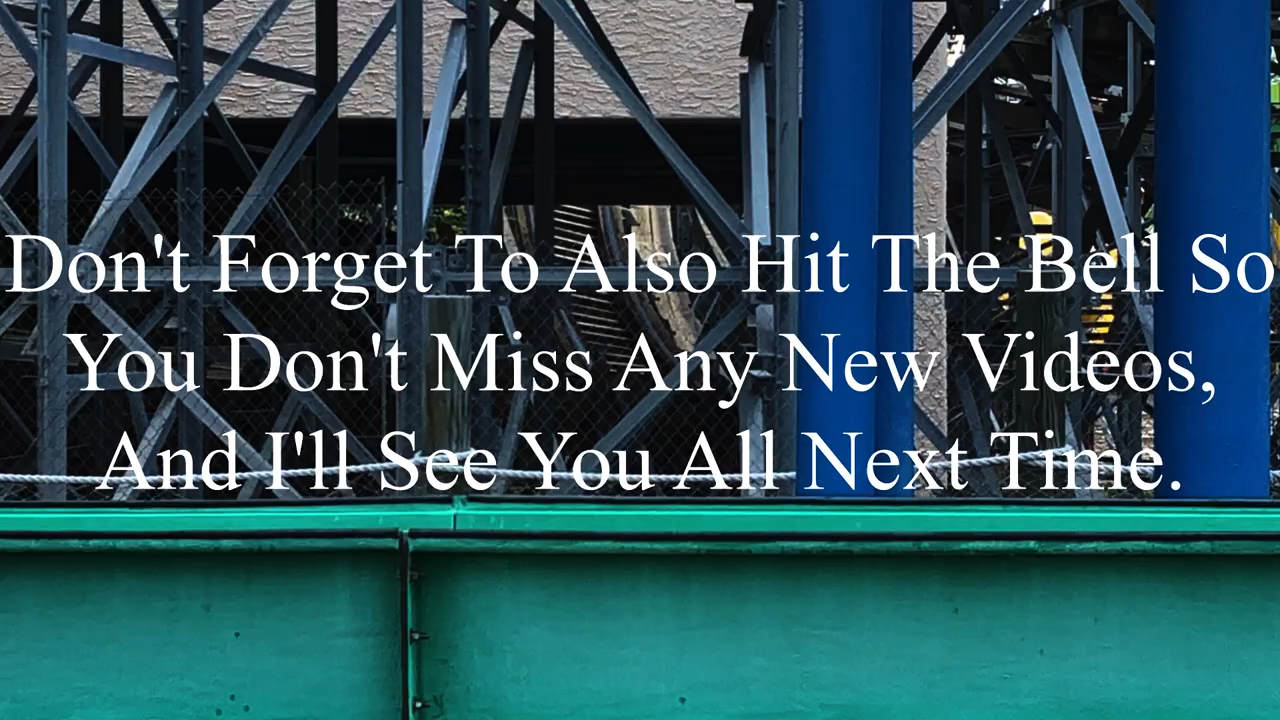 Don't Forget To Also Hit The Bell So
You Don't Miss Any New Videos,
And I'll See You All Next Time.